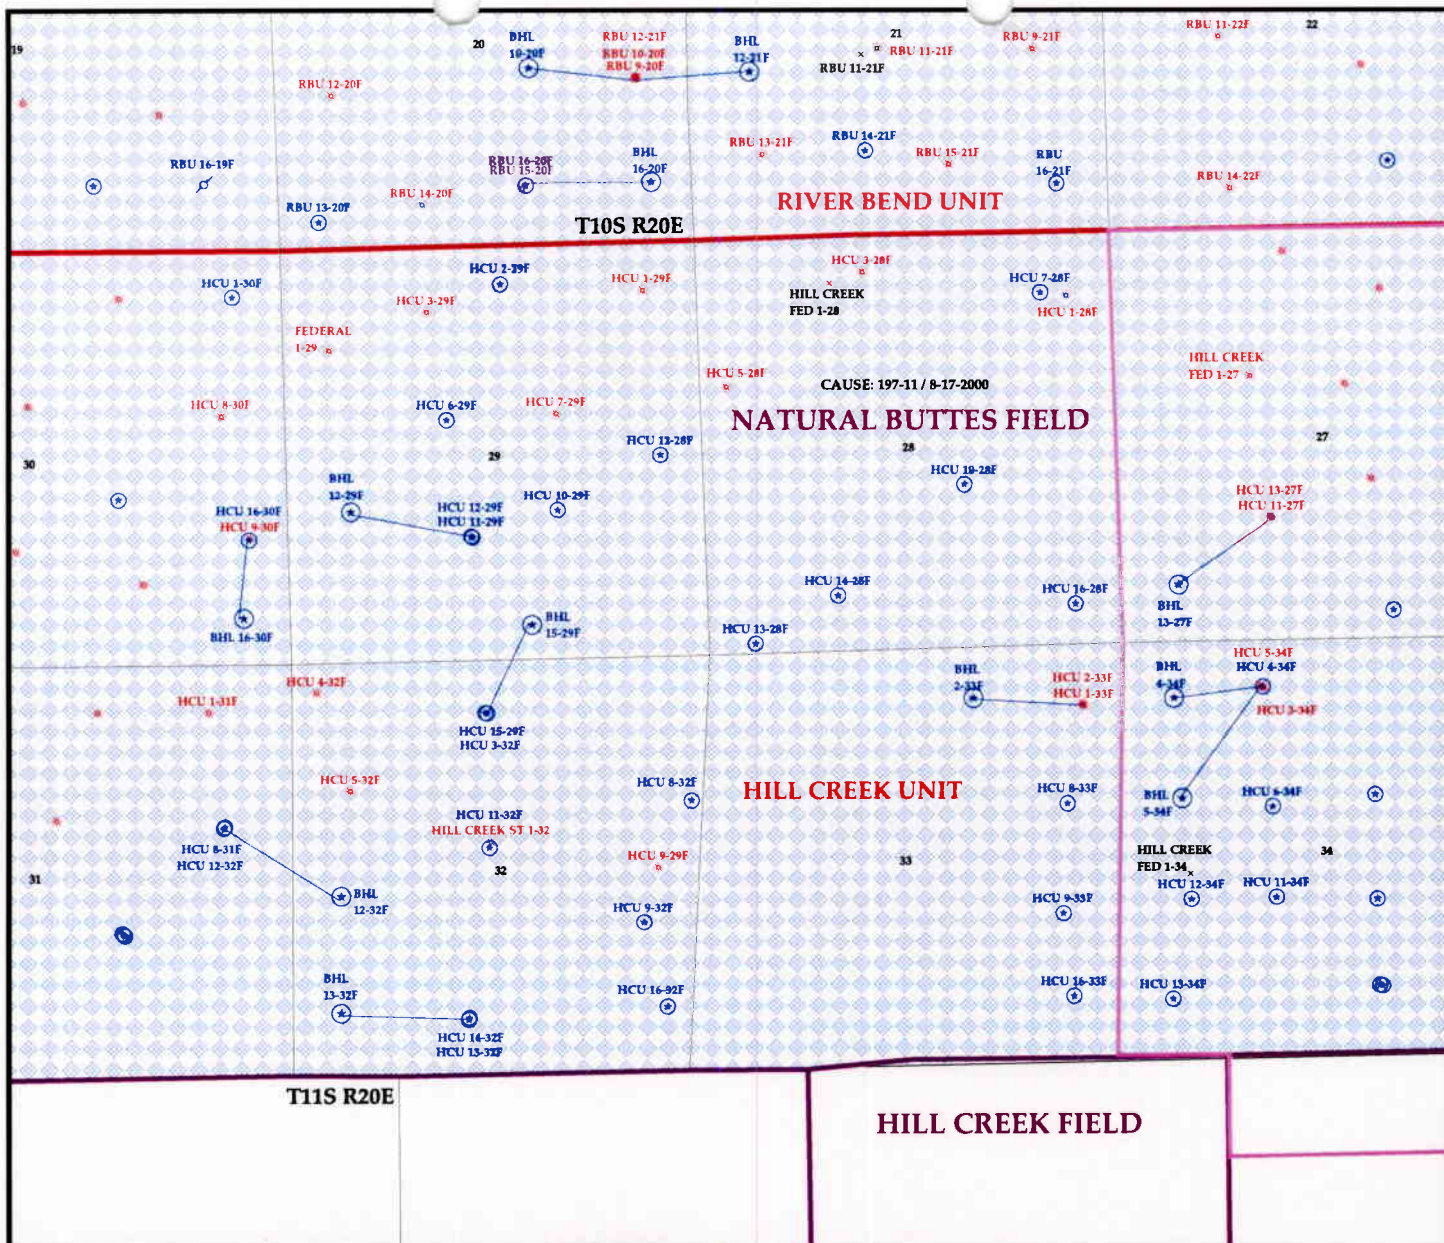 19
20
BHL
10-20F
RBU 12-21F
RBU 10-20F
RBU 9-20F
BHL
12-21F
21
RBU 11-21F
RBU 11-21F
RBU 9-21F
RBU 11-22F
22
RBU 12-20F
RBU 16-19F
RBU 16-20F
RBU 15-20F
BHL
16-20F
RBU 13-21F
RBU 14-21F
RBU 15-21F
RBU
16-21F
RBU 14-22F
RBU 13-20F
RBU 14-20F
RIVER BEND UNIT
T10S R20E
HCU 1-30F
HCU 2-29F
HCU 3-29F
HCU 1-29F
HCU 3-28F
HILL CREEK
FED 1-28
HCU 7-28F
HCU 1-28F
FEDERAL
1-29
HILL CREEK
FED 1-27
HCU 5-28F
CAUSE: 197-11 / 8-17-2000
NATURAL BUTTES FIELD
HCU 8-30F
HCU 6-29F
HCU 7-29F
HCU 12-28F
28
27
30
29
HCU 10-28F
BHL
12-29F
HCU 16-30F
HCU 9-30F
HCU 12-29F
HCU 11-29F
HCU 10-29F
HCU 13-27F
HCU 11-27F
HCU 14-28F
HCU 16-28F
BHL
13-27F
BHL 16-30F
BHL
15-29F
HCU 13-28F
HCU 4-32F
HCU 1-31F
BHL
2-33F
HCU 2-33F
HCU 1-33F
BHL
4-34F
HCU 5-34F
HCU 4-34F
HCU 3-34F
HCU 15-29F
HCU 3-32F
HCU 5-32F
HCU 8-32F
HILL CREEK UNIT
HCU 8-33F
BHL
5-34F
HCU 6-34F
HCU 11-32F
HILL CREEK ST 1-32
32
HCU 8-31F
HCU 12-32F
HCU 9-29F
33
HILL CREEK
FED 1-34
34
31
BHL
12-32F
HCU 9-32F
HCU 9-33F
HCU 12-34F
HCU 11-34F
BHL
13-32F
HCU 16-32F
HCU 16-33F
HCU 13-34F
HCU 14-32F
HCU 13-32F
T11S R20E
HILL CREEK FIELD